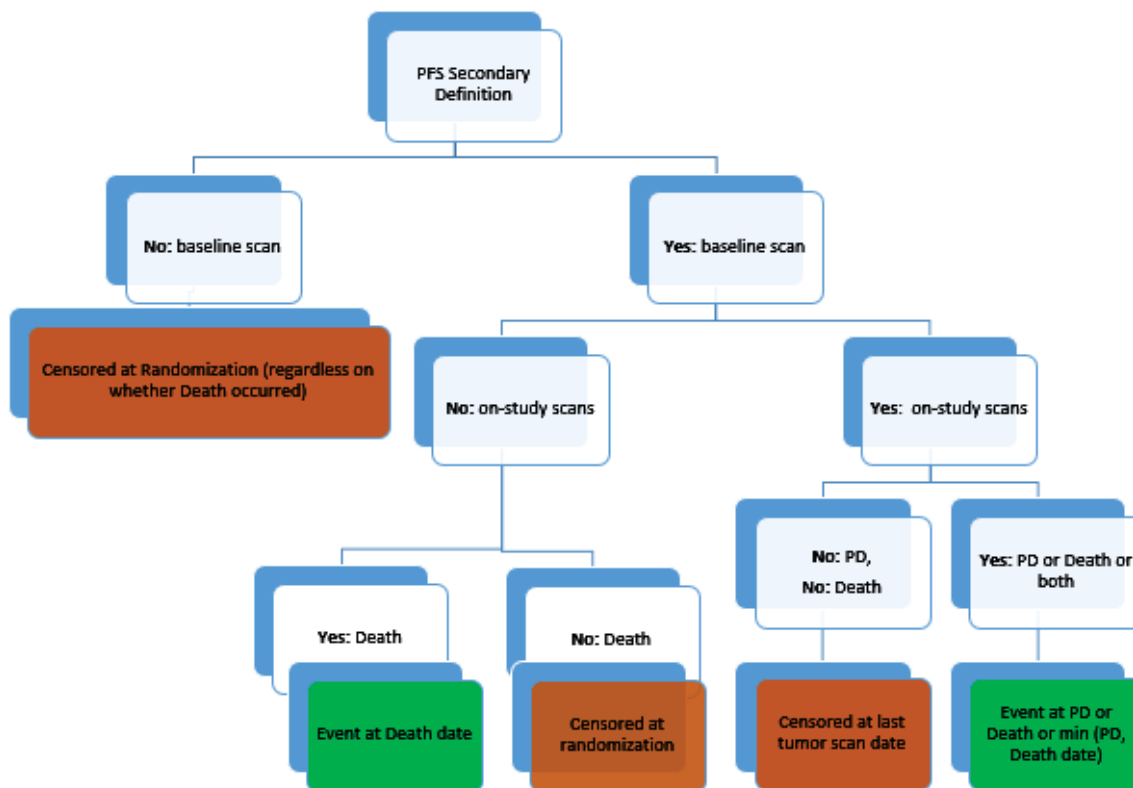 PFS Secondary
Definition
No: baseline scan
Yes: baseline scan
Censored at Randomization (regardless on
whether Death occurred)
No: on-study scans
Yes: on-study scans
No: PD,
No: Death
Yes: PD or Death or
both
Yes: Death
No: Death
Event at Death date
Censored at
randomization
Censored at last
tumor scan date
Event at PD or
Death or min (PD,
Death date)